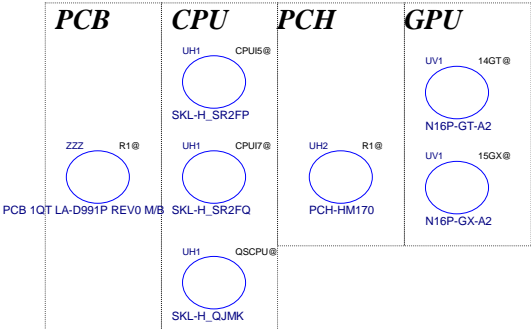 PCB CPU PCH GPU
UH1 CPUI5@
SKL-H_SR2FP
UV1 14GT@
N16P-GT-A2
ZZZ R1@
PCB 1QT LA-D991P REV0 M/B
UH1 CPUI7@
SKL-H_SR2FQ
UH2 R1@
PCH-HM170
UV1 15GX@
N16P-GX-A2
UH1 QSCPU@
SKL-H_QJMK